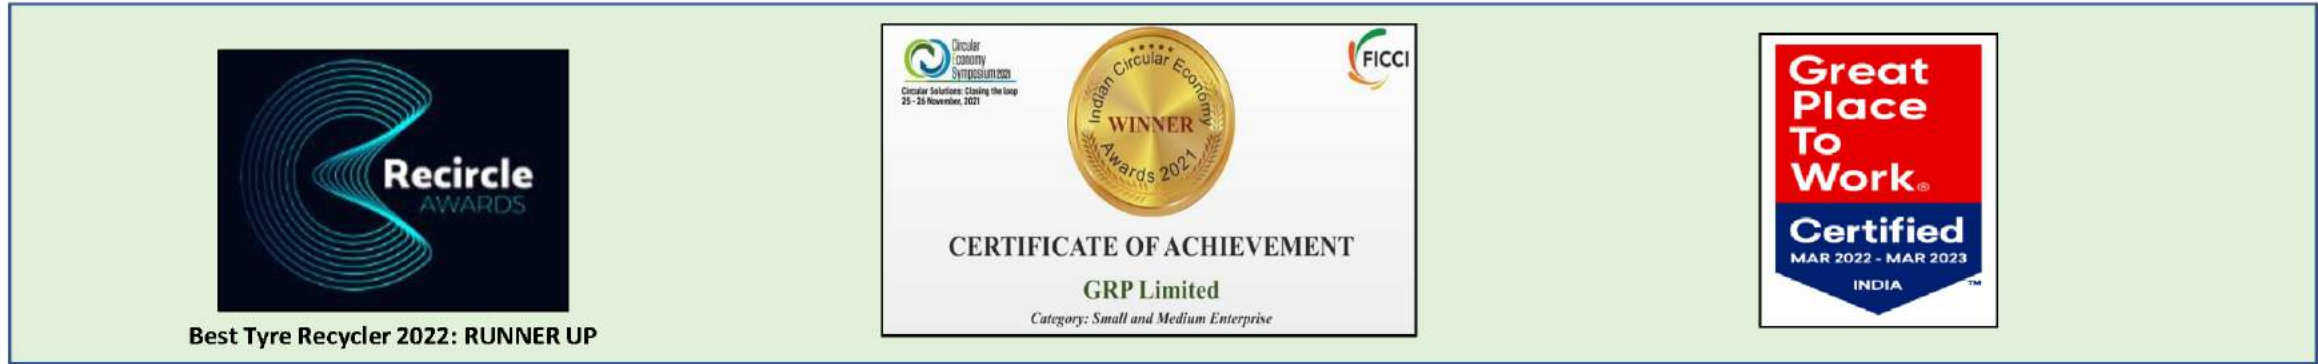 Recircle
AWARDS
Best Tyre Recycler 2022: RUNNER UP
Circular
Economy
Symposium 2021
Circular Solutions: Closing the loop
25 - 26 November, 2021
Indian Circular Economy
WINNER
Awards 2021
FICCI
CERTIFICATE OF ACHIEVEMENT
GRP Limited
Category: Small and Medium Enterprise
Great
Place
To
Work®
Certified
MAR 2022 - MAR 2023
INDIA
TM